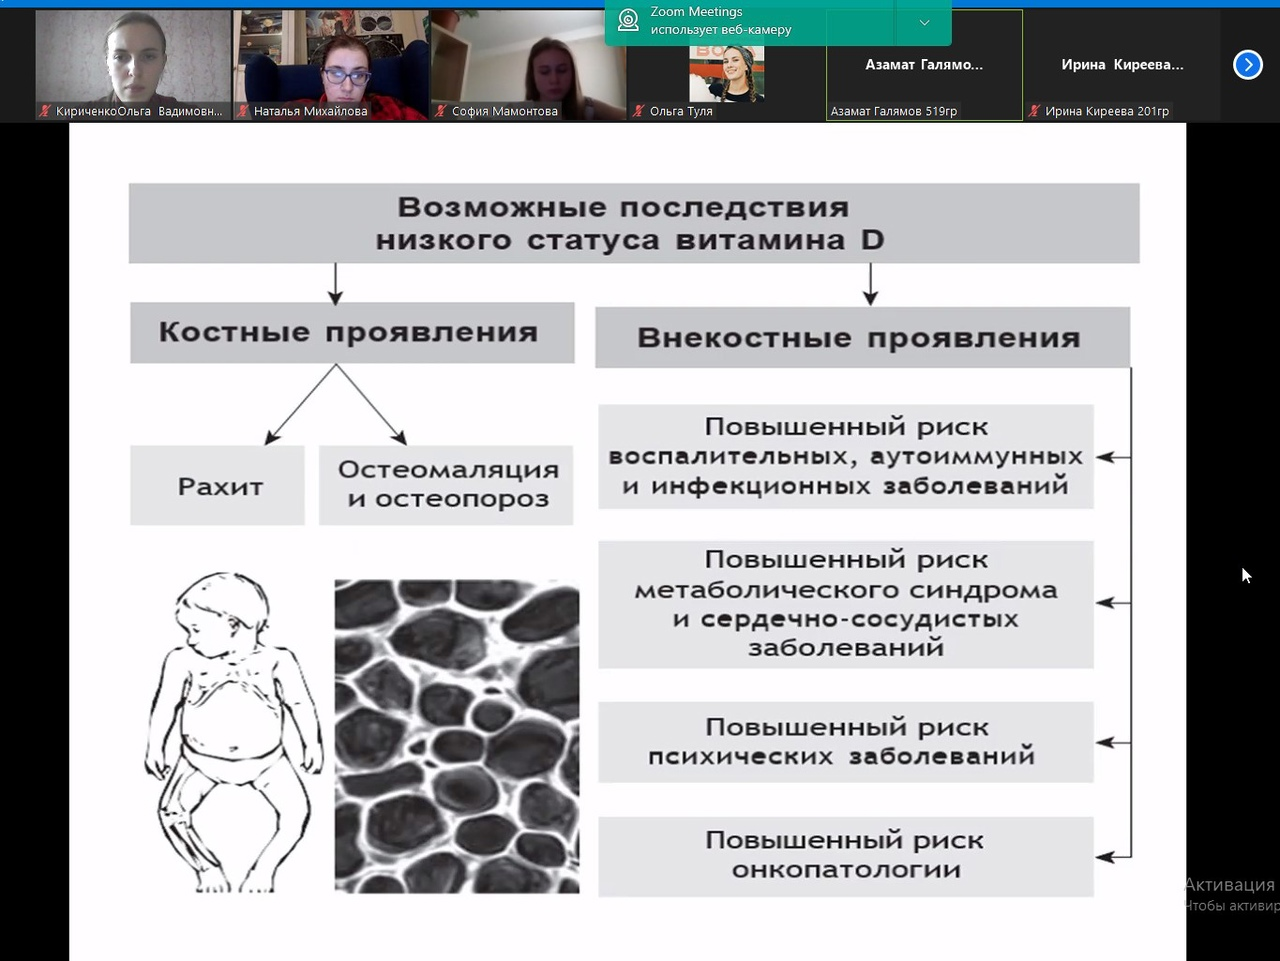 Zoom Meetings
использует веб-камеру
КириченкоОльга Вадимовн...
Наталья Михайлова
София Мамонтова
Ольга Туля
Азамат Галямо...
Азамат Галямов 519гр
Ирина Киреева...
Ирина Киреева 201гр
Возможные последствия
низкого статуса витамина D
Костные проявления
Внекостные проявления
Рахит
Остеомаляция
и остеопороз
Повышенный риск
воспалительных, аутоиммунных
и инфекционных заболеваний
Повышенный риск
метаболического синдрома
и сердечно-сосудистых
заболеваний
Повышенный риск
психических заболеваний
Повышенный риск
онкопатологии
Активация
Чтобы активир